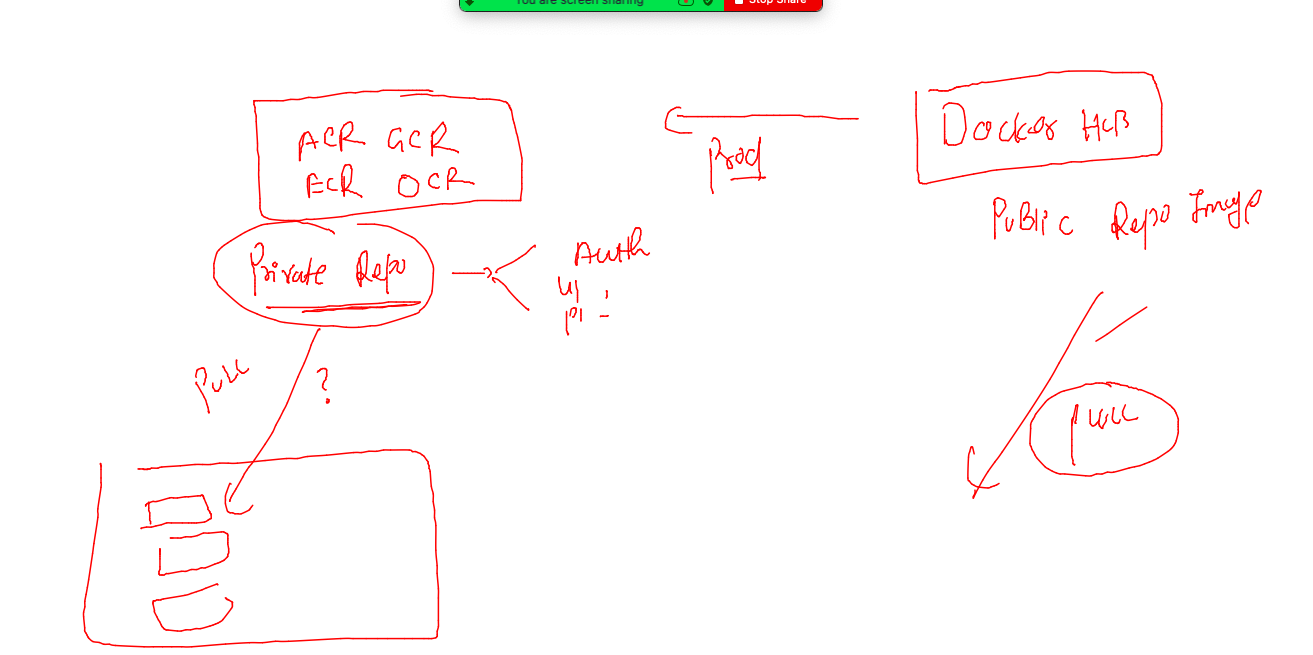 You are screen sharing Stop Share
ACR GCR
ECR OCR
Private Repo
Auth
U/ :
P/ -
Pull
?
Prod
Docker HUB
Public Repo Image
Pull